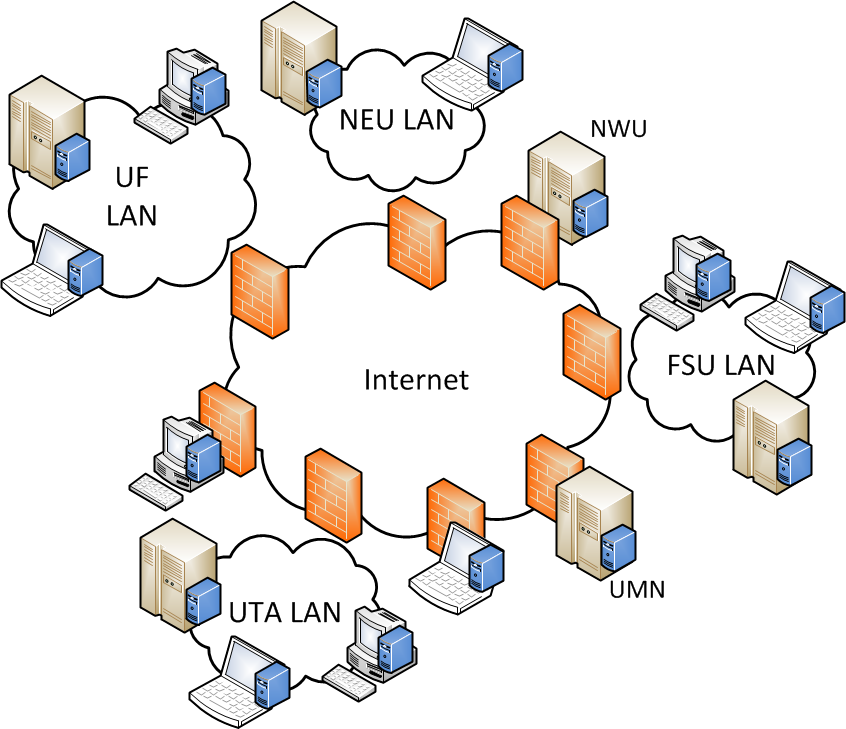 NEU LAN
NWU
UF
LAN
FSU LAN
Internet
UMN
UTA LAN